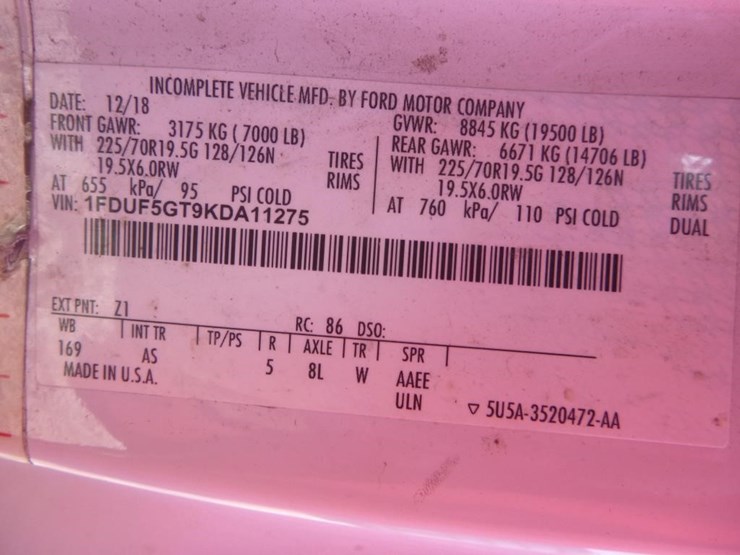 INCOMPLETE VEHICLE MFD. BY FORD MOTOR COMPANY
DATE: 12/18 GVWR: 8845 KG (19500 LB)
FRONT GAWR: 3175 KG (7000 LB) REAR GAWR: 6671 KG (14706 LB)
WITH 225/70R19.5G 128/126N TIRES WITH 225/70R19.5G 128/126N TIRES
19.5X6.0RW RIMS 19.5X6.0RW RIMS
AT 655 kPa/ 95 PSI COLD AT 760 kPa/ 110 PSI COLD DUAL
VIN: 1FDUF5GT9KDA11275
EXT PNT: Z1 RC: 86 DSO:
WB INT TR TP/PS R AXLE TR SPR
169 AS 5 8L W AAEE
MADE IN U.S.A. ULN ▽ 5U5A-3520472-AA